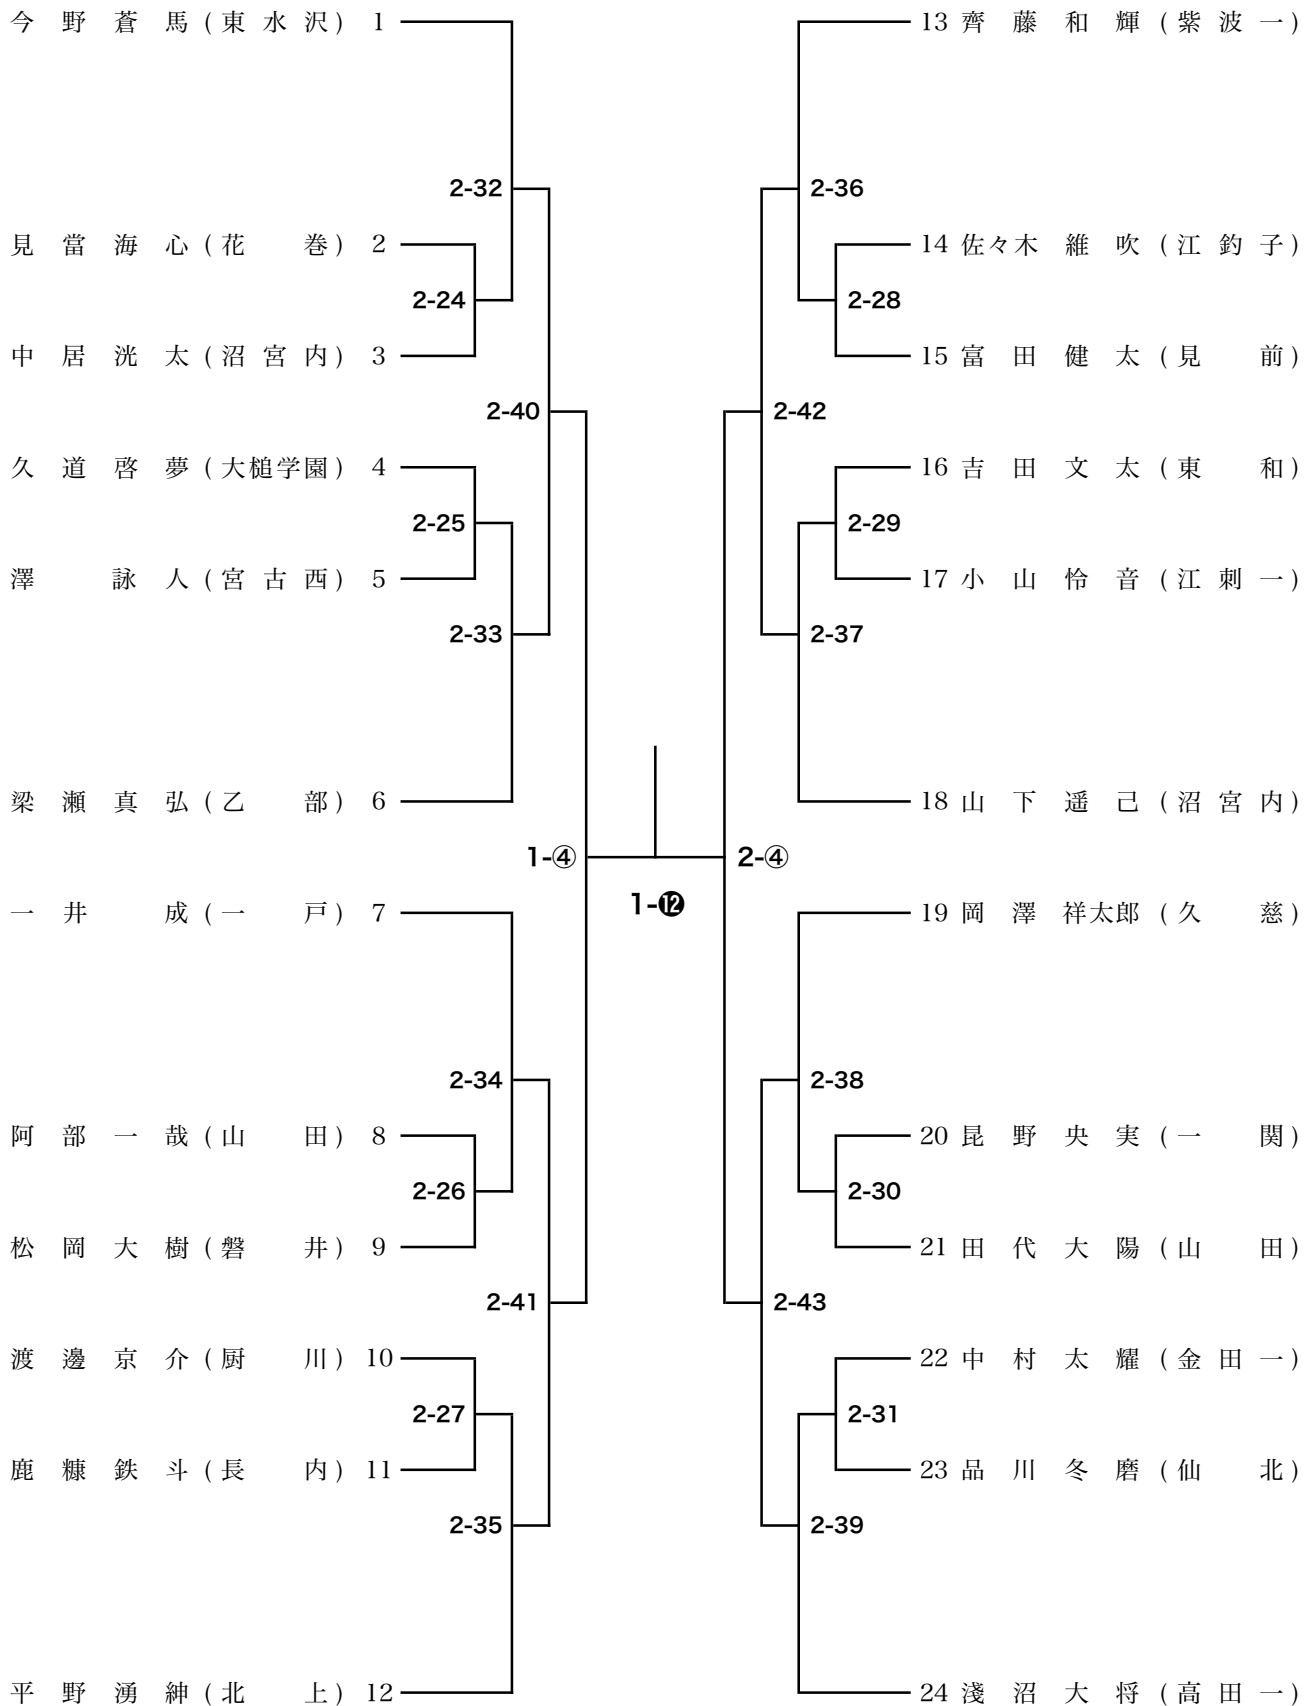 今野蒼馬(東水沢) 1
2-32
見當海心(花巻) 2
2-24
中居洸太(沼宮内) 3
2-40
久道啓夢(大槌学園) 4
2-25
澤詠人(宮古西) 5
2-33
梁瀬真弘(乙部) 6
1-④
一井成(一戸) 7
2-34
阿部一哉(山田) 8
2-26
松岡大樹(磐井) 9
2-41
渡邊京介(厨川) 10
2-27
鹿糠鉄斗(長内) 11
2-35
平野湧紳(北上) 12
1-⓬
13 齊藤和輝(紫波一)
2-36
14 佐々木維吹(江釣子)
2-28
15 富田健太(見前)
2-42
16 吉田文太(東和)
2-29
17 小山怜音(江刺一)
2-37
18 山下遥己(沼宮内)
2-④
19 岡澤祥太郎(久慈)
2-38
20 昆野央実(一関)
2-30
21 田代大陽(山田)
2-43
22 中村太耀(金田一)
2-31
23 品川冬磨(仙北)
2-39
24 淺沼大将(高田一)